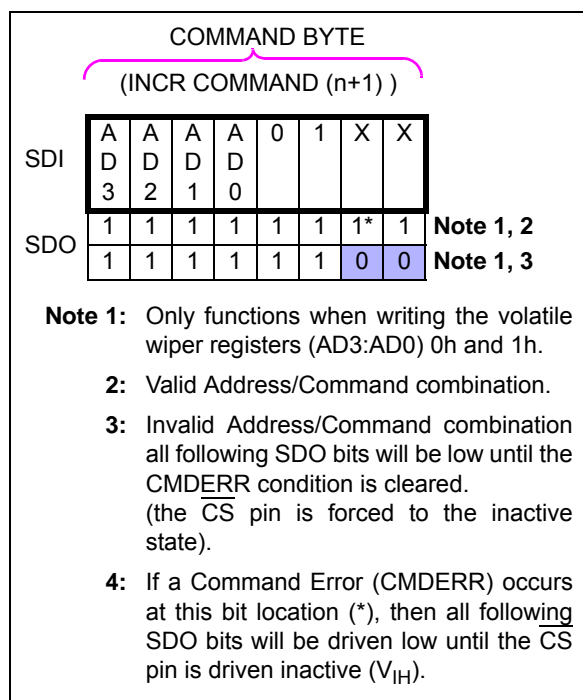 COMMAND BYTE
(INCR COMMAND (n+1) )
SDI
A A A A 0 1 X X
D D D D
3 2 1 0
SDO
1 1 1 1 1 1 1* 1 Note 1, 2
1 1 1 1 1 1 0 0 Note 1, 3
Note 1: Only functions when writing the volatile
wiper registers (AD3:AD0) 0h and 1h.
2: Valid Address/Command combination.
3: Invalid Address/Command combination
all following SDO bits will be low until the
CMDERR condition is cleared.
(the CS pin is forced to the inactive
state).
4: If a Command Error (CMDERR) occurs
at this bit location (*), then all following
SDO bits will be driven low until the CS
pin is driven inactive (VIH).